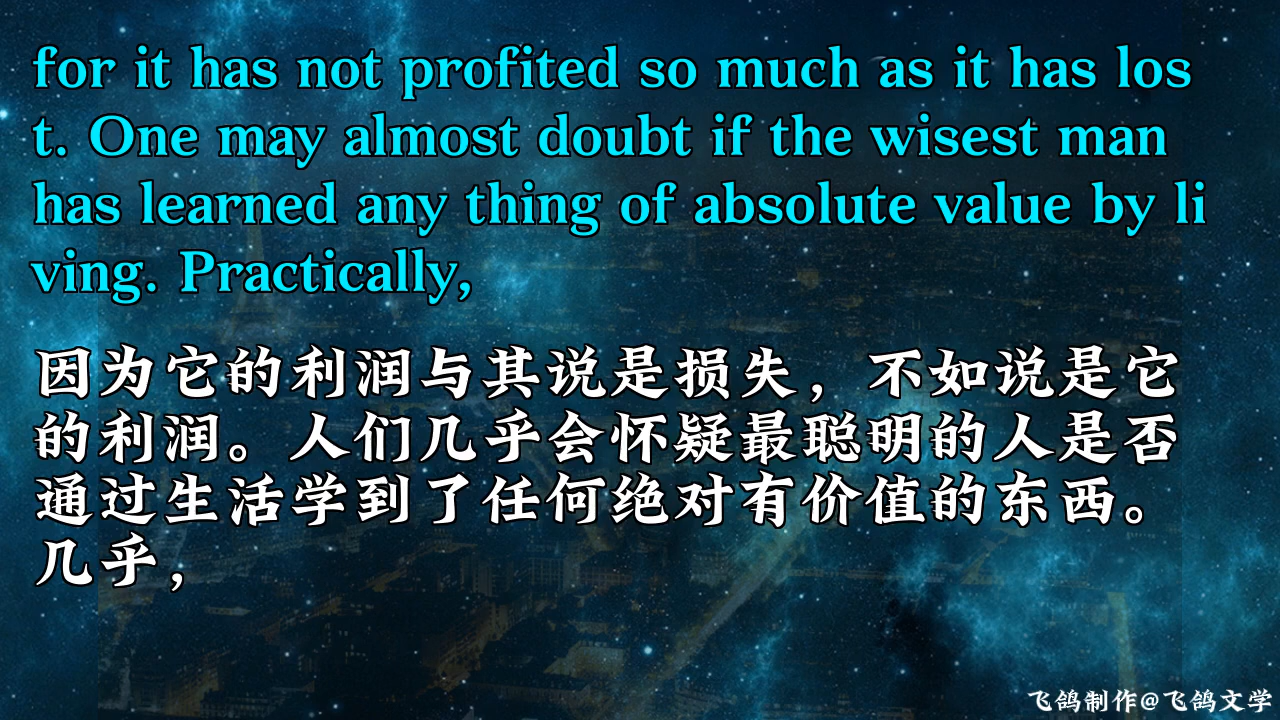 for it has not profited so much as it has los
t. One may almost doubt if the wisest man
has learned any thing of absolute value by li
ving. Practically,
因为它的利润与其说是损失，不如说是它
的利润。人们几乎会怀疑最聪明的人是否
通过生活学到了任何绝对有价值的东西。
几乎，
飞鸽制作@飞鸽文学